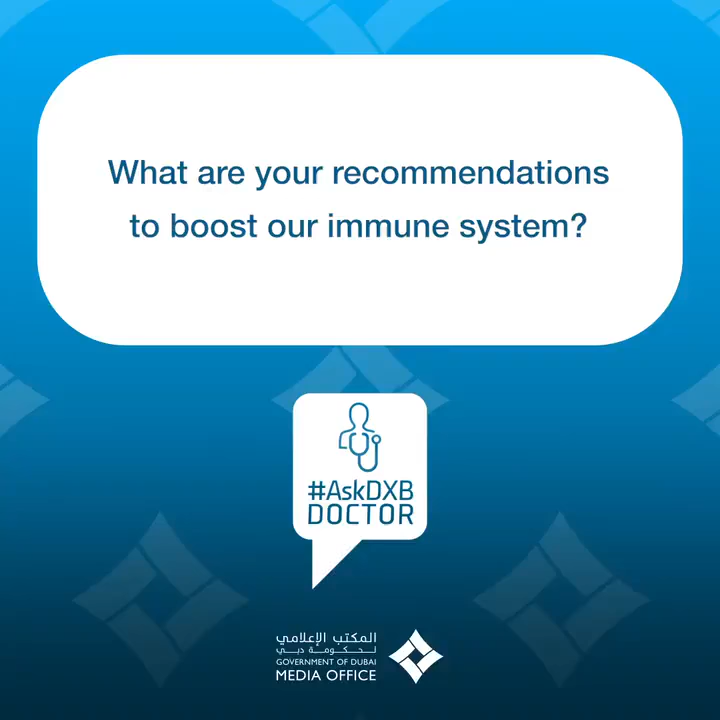 What are your recommendations
to boost our immune system?
#AskDXB
DOCTOR
المكتب الإعلامي
لحكومة دبي
GOVERNMENT OF DUBAI
MEDIA OFFICE